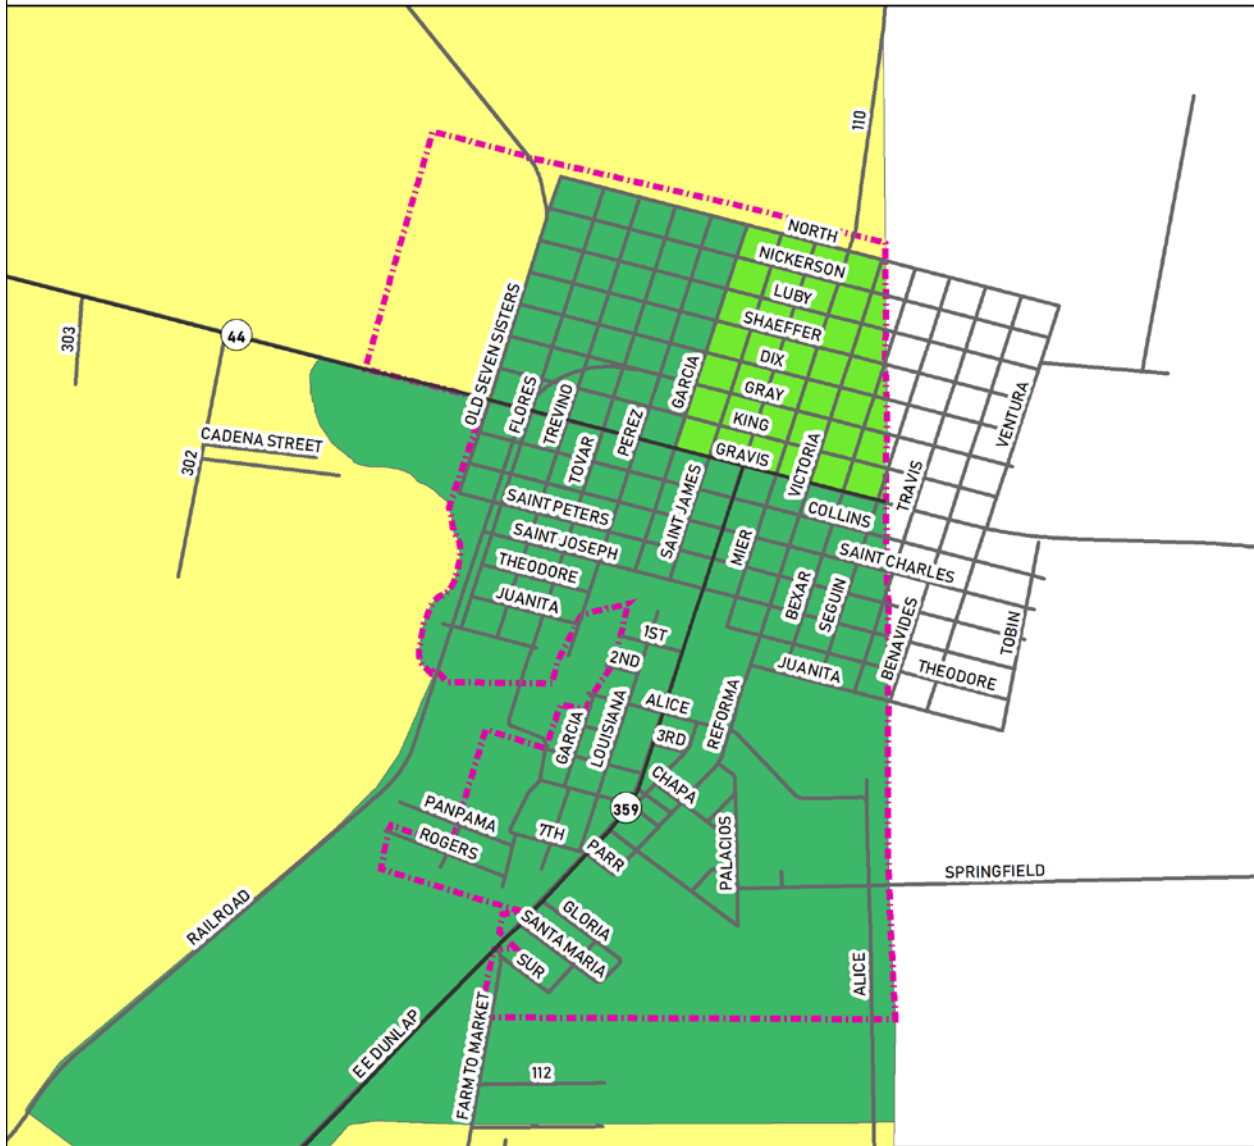 110
NORTH
NICKERSON
LUBY
SHAEFFER
DIX
GRAY
KING
GRAVIS
44
303
302
CADENA STREET
OLD SEVEN SISTERS
FLORES
TREVINO
TOVAR
PEREZ
GARCIA
VENTURA
VICTORIA
TRAVIS
COLLINS
SAINT JAMES
SAINT PETERS
SAINT JOSEPH
THEODORE
JUANITA
MIER
SAINT CHARLES
BEXAR
SEGUIN
BENAVIDES
TOBIN
THEODORE
JUANITA
1ST
2ND
ALICE
3RD
REFORMA
GARCIA
LOUISIANA
CHAPA
359
PANPAMA
ROGERS
7TH
PARR
PALACIOS
SPRINGFIELD
RAILROAD
GLORIA
SANTA MARIA
SUR
ALICE
E E DUNLAP
FARM TO MARKET
112